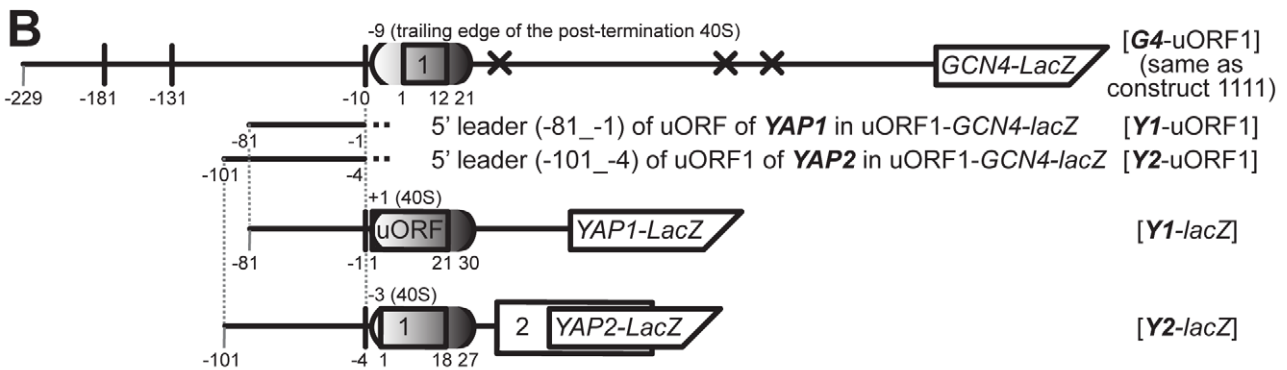 B
-9 (trailing edge of the post-termination 40S)
1
GCN4-LacZ
[G4-uORF1]
(same as
construct 1111)
-229
-181
-131
-10
1
12
21
-81
-1
5' leader (-81_-1) of uORF of YAP1 in uORF1-GCN4-lacZ
[Y1-uORF1]
-101
-4
5' leader (-101_-4) of uORF1 of YAP2 in uORF1-GCN4-lacZ
[Y2-uORF1]
+1 (40S)
uORF
YAP1-LacZ
[Y1-lacZ]
-81
-1
1
21
30
-3 (40S)
1
2
YAP2-LacZ
[Y2-lacZ]
-101
-4
1
18
27